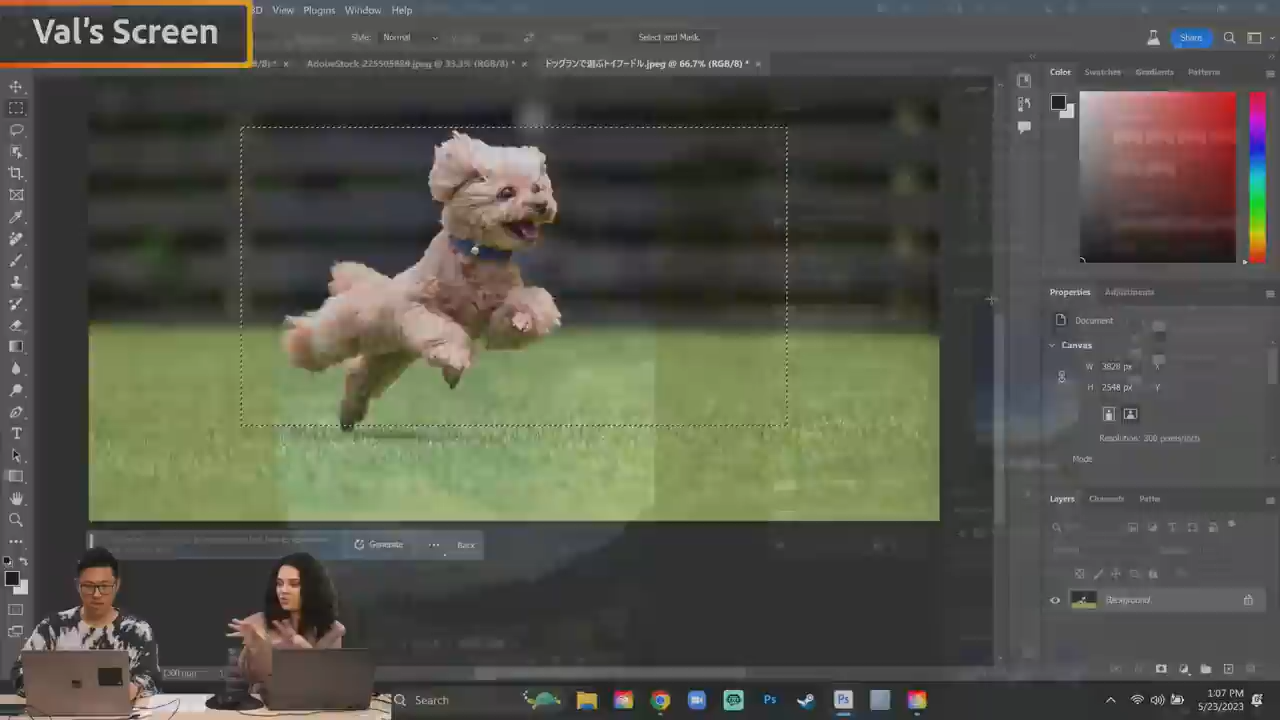 Val's Screen
3D View Plugins Window Help
Style: Normal Select and Mask... Share
AdobeStock_225505889.jpeg @ 33.3% (RGB/8) * ドッグランで遊ぶトイプードル.jpeg @ 66.7% (RGB/8) *
Color Swatches Gradients Patterns
Properties Adjustments
Document
Canvas
W 3828 px X
H 2548 px Y
Resolution: 300 pixels/inch
Mode
Layers Channels Paths
Background
Generate ... Back
Search
1:07 PM
5/23/2023